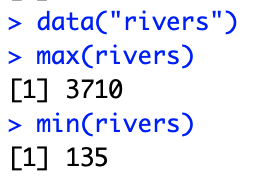 > data("rivers")
> max(rivers)
[1] 3710
> min(rivers)
[1] 135